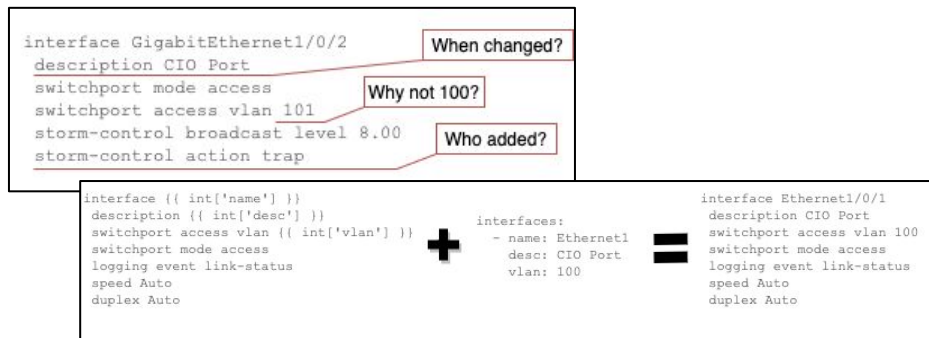 interface GigabitEthernet1/0/2
When changed?
description CIO Port
switchport mode access
Why not 100?
switchport access vlan 101
storm-control broadcast level 8.00
Who added?
storm-control action trap
interface {{ int['name'] }}
description {{ int['desc'] }}
switchport access vlan {{ int['vlan'] }}
switchport mode access
logging event link-status
speed Auto
duplex Auto
+
interfaces:
- name: Ethernet1
desc: CIO Port
vlan: 100
=
interface Ethernet1/0/1
description CIO Port
switchport access vlan 100
switchport mode access
logging event link-status
speed Auto
duplex Auto